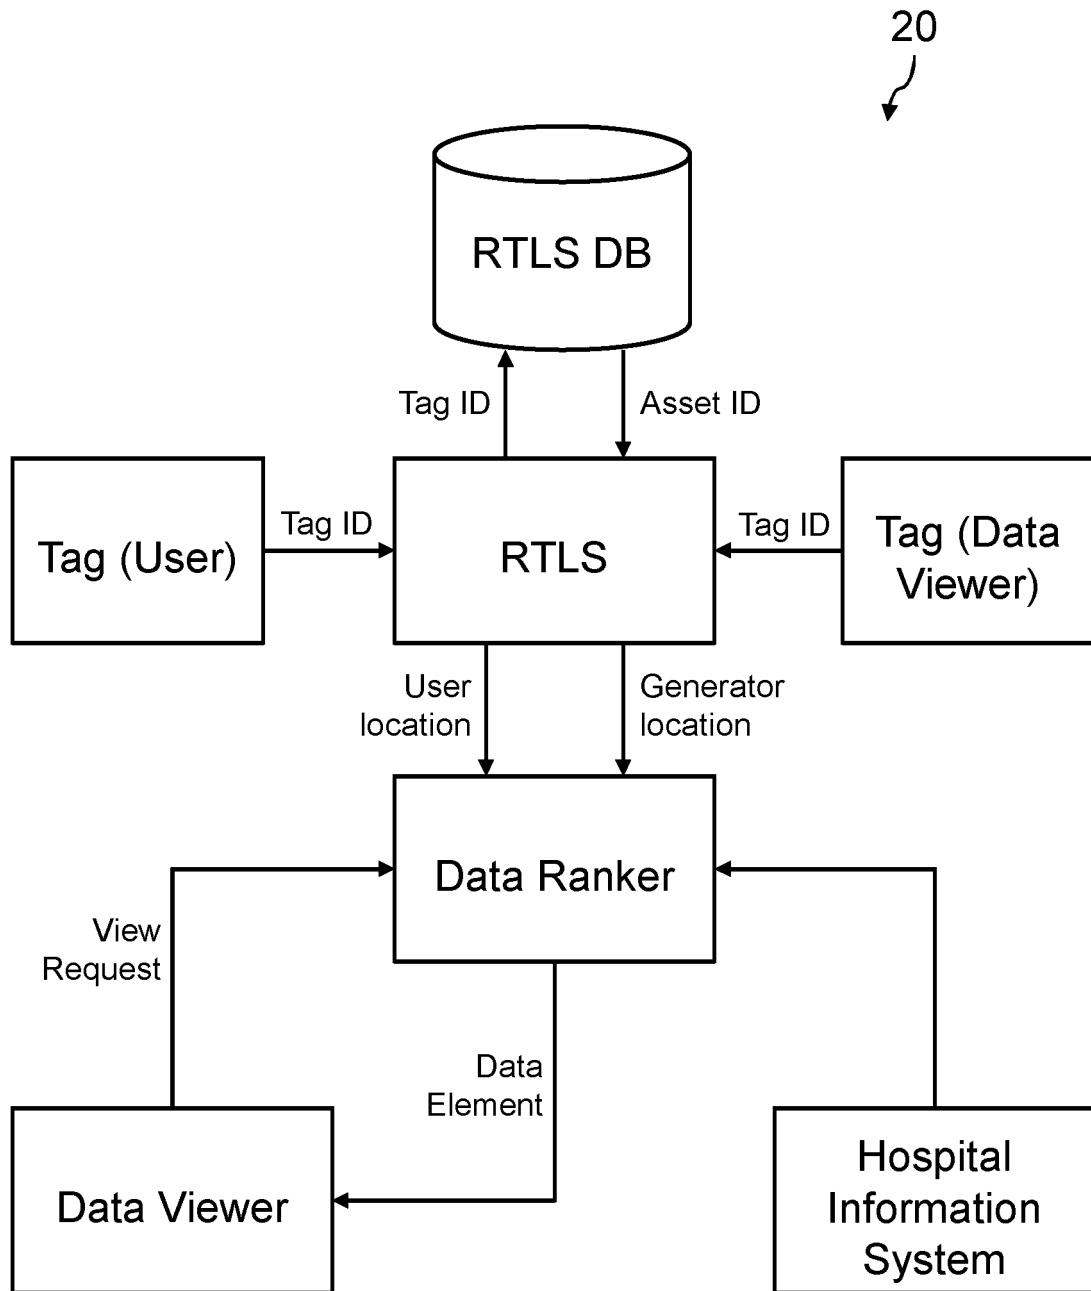 20
RTLS DB
Tag ID
Asset ID
Tag (User)
Tag ID
RTLS
Tag ID
Tag (Data
Viewer)
User
location
Generator
location
Data Ranker
View
Request
Data
Element
Data Viewer
Hospital
Information
System